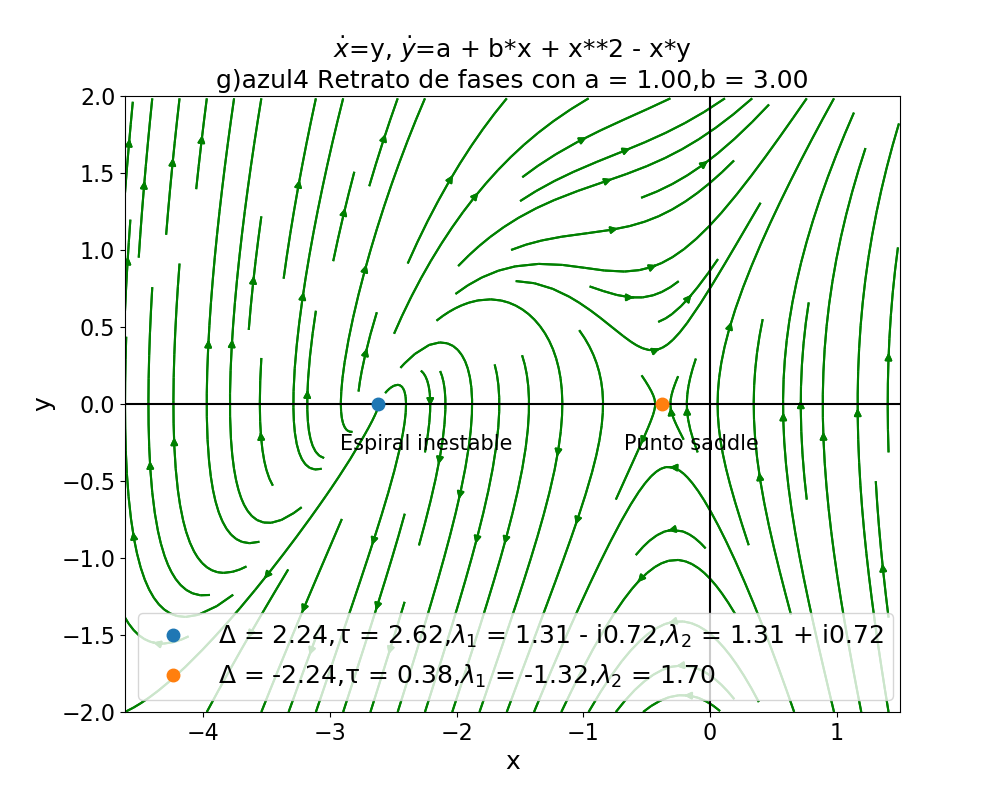 ẋ=y, ẏ=a + b*x + x**2 - x*y
g)azul4 Retrato de fases con a = 1.00,b = 3.00
2.0
1.5
1.0
0.5
0.0
−0.5
−1.0
−1.5
−2.0
y
Espiral inestable
Punto saddle
Δ = 2.24,τ = 2.62,λ₁ = 1.31 - i0.72,λ₂ = 1.31 + i0.72
Δ = -2.24,τ = 0.38,λ₁ = -1.32,λ₂ = 1.70
−4 −3 −2 −1 0 1
x